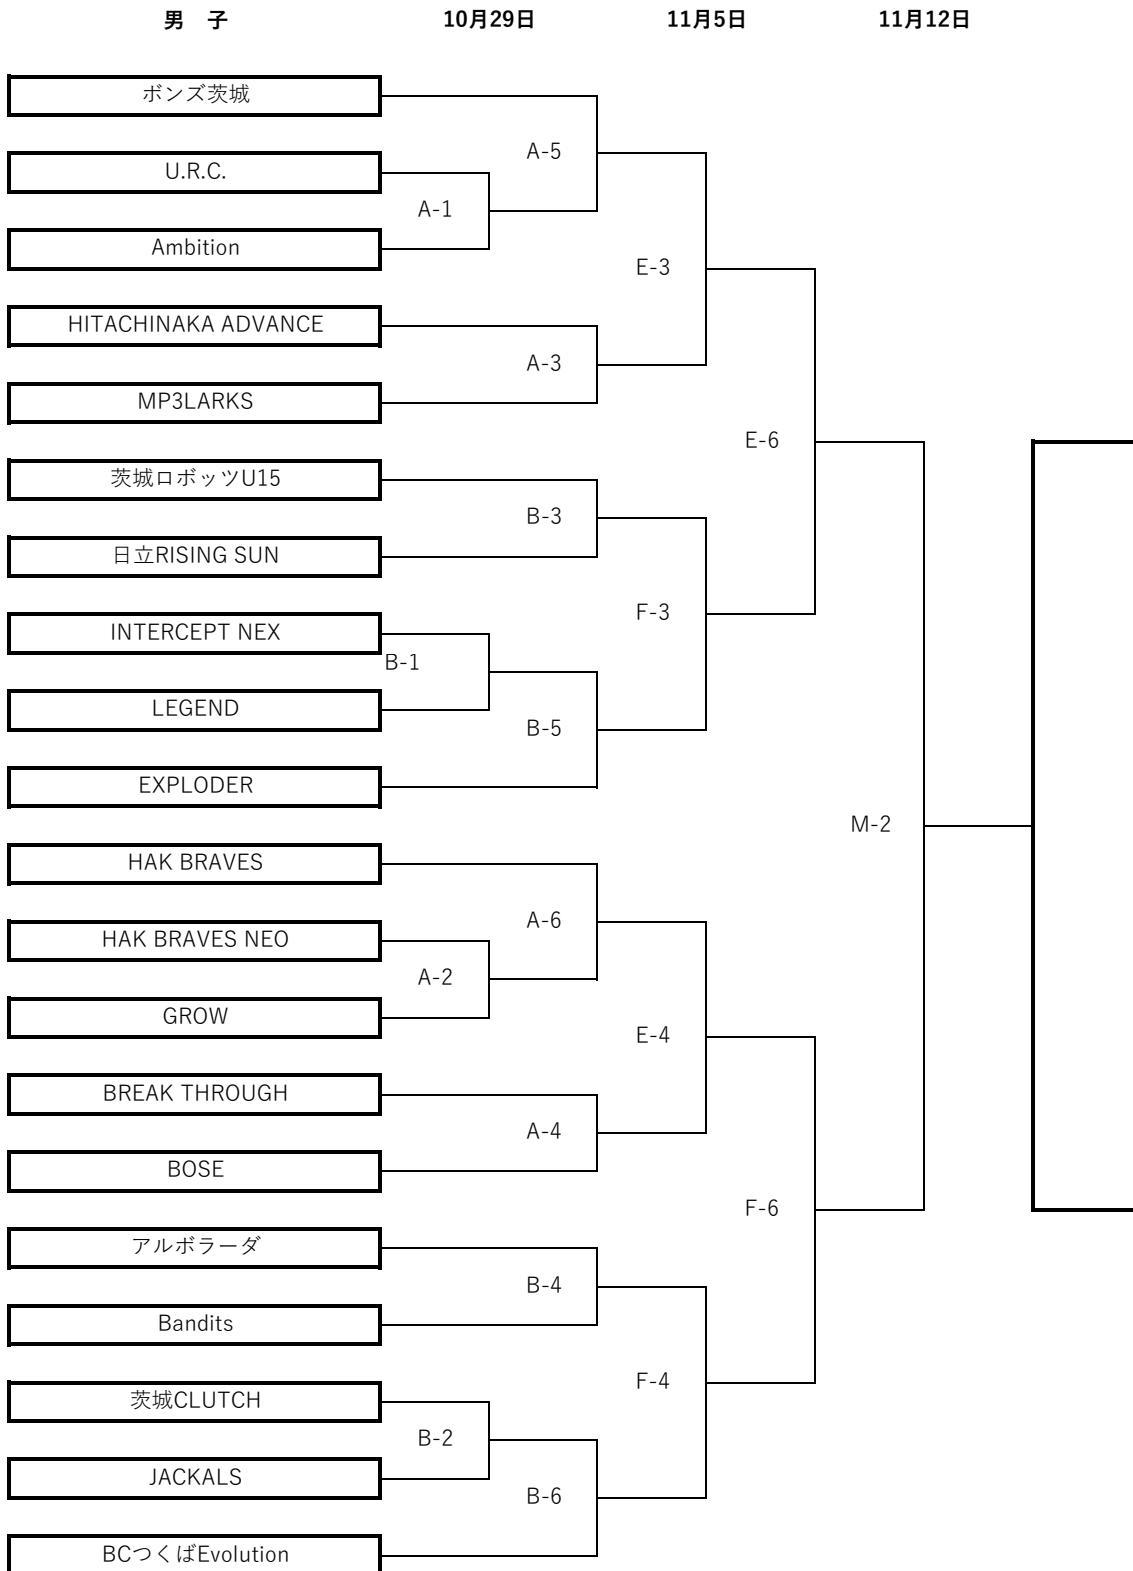 男　子 10月29日 11月5日 11月12日
ボンズ茨城
A-5
U.R.C.
A-1
Ambition
E-3
HITACHINAKA ADVANCE
A-3
MP3LARKS
E-6
茨城ロボッツU15
B-3
日立RISING SUN
F-3
INTERCEPT NEX
B-1
LEGEND
B-5
EXPLODER
M-2
HAK BRAVES
A-6
HAK BRAVES NEO
A-2
GROW
E-4
BREAK THROUGH
A-4
BOSE
F-6
アルボラーダ
B-4
Bandits
F-4
茨城CLUTCH
B-2
JACKALS
B-6
BCつくばEvolution